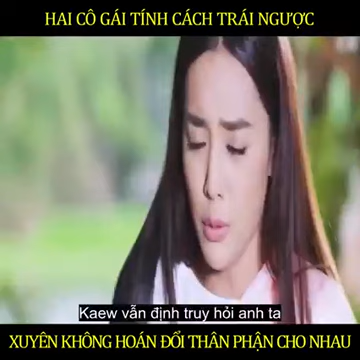 HAI CÔ GÁI TÍNH CÁCH TRÁI NGƯỢC
Kaew vẫn định truy hỏi anh ta
XUYÊN KHÔNG HOÁN ĐỔI THÂN PHẬN CHO NHAU